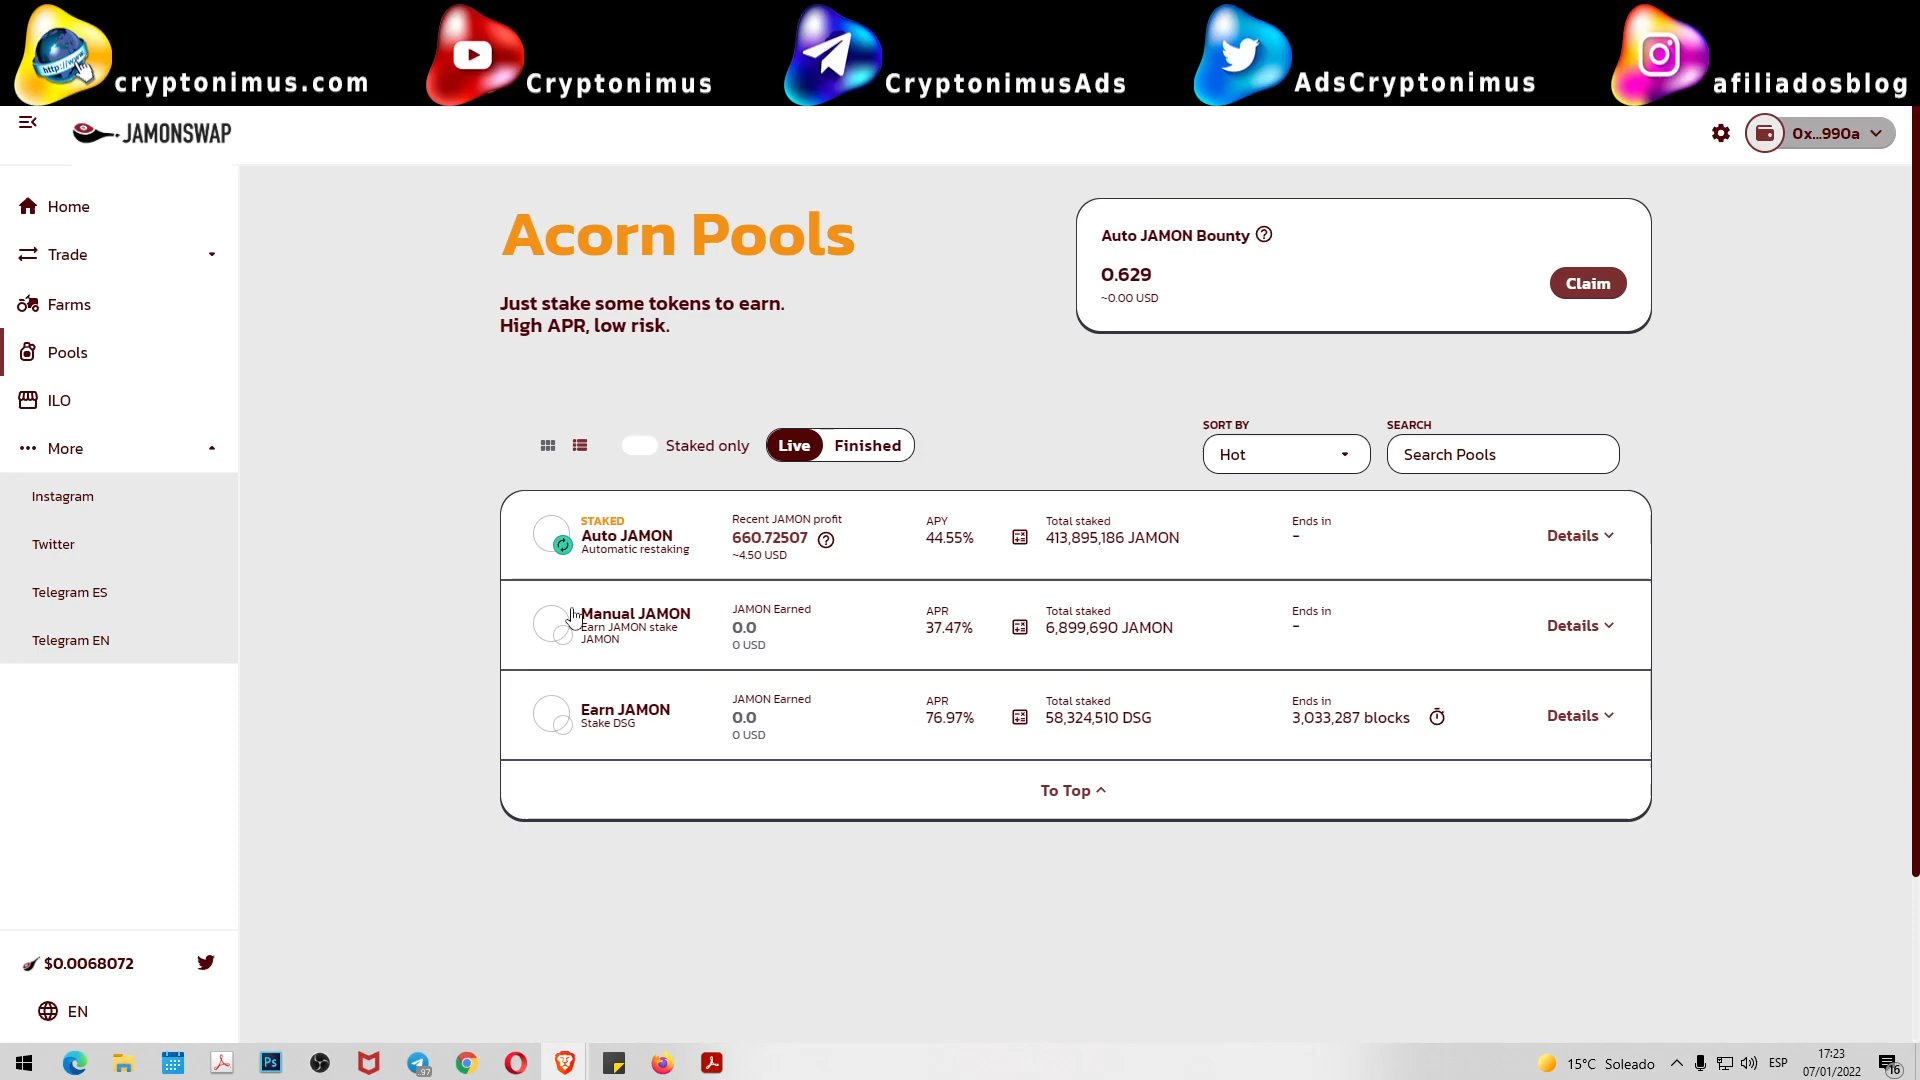 http://www
cryptonimus.com
Cryptonimus
CryptonimusAds
AdsCryptonimus
afiliadosblog
JAMONSWAP
0x...990a
Home
Trade
Farms
Pools
ILO
More
Instagram
Twitter
Telegram ES
Telegram EN
$0.0068072
EN
Acorn Pools
Just stake some tokens to earn.
High APR, low risk.
Auto JAMON Bounty
0.629
~0.00 USD
Claim
Staked only
Live
Finished
SORT BY
Hot
SEARCH
Search Pools
STAKED
Auto JAMON
Automatic restaking
Recent JAMON profit
660.72507
~4.50 USD
APY
44.55%
Total staked
413,895,186 JAMON
Ends in
-
Details
Manual JAMON
Earn JAMON stake
JAMON
JAMON Earned
0.0
0 USD
APR
37.47%
Total staked
6,899,690 JAMON
Ends in
-
Details
Earn JAMON
Stake DSG
JAMON Earned
0.0
0 USD
APR
76.97%
Total staked
58,324,510 DSG
Ends in
3,033,287 blocks
Details
To Top
Ps
97
15°C Soleado
ESP
17:23
07/01/2022
16